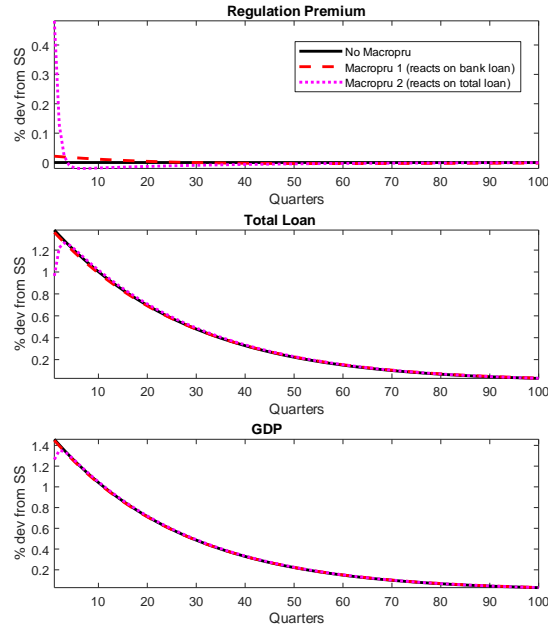 Regulation Premium
0.4
0.3
0.2
0.1
0
% dev from SS
No Macropru
Macropru 1 (reacts on bank loan)
Macropru 2 (reacts on total loan)
10 20 30 40 50 60 70 80 90 100
Quarters
Total Loan
1.2
1
0.8
0.6
0.4
0.2
% dev from SS
10 20 30 40 50 60 70 80 90 100
Quarters
GDP
1.4
1.2
1
0.8
0.6
0.4
0.2
% dev from SS
10 20 30 40 50 60 70 80 90 100
Quarters